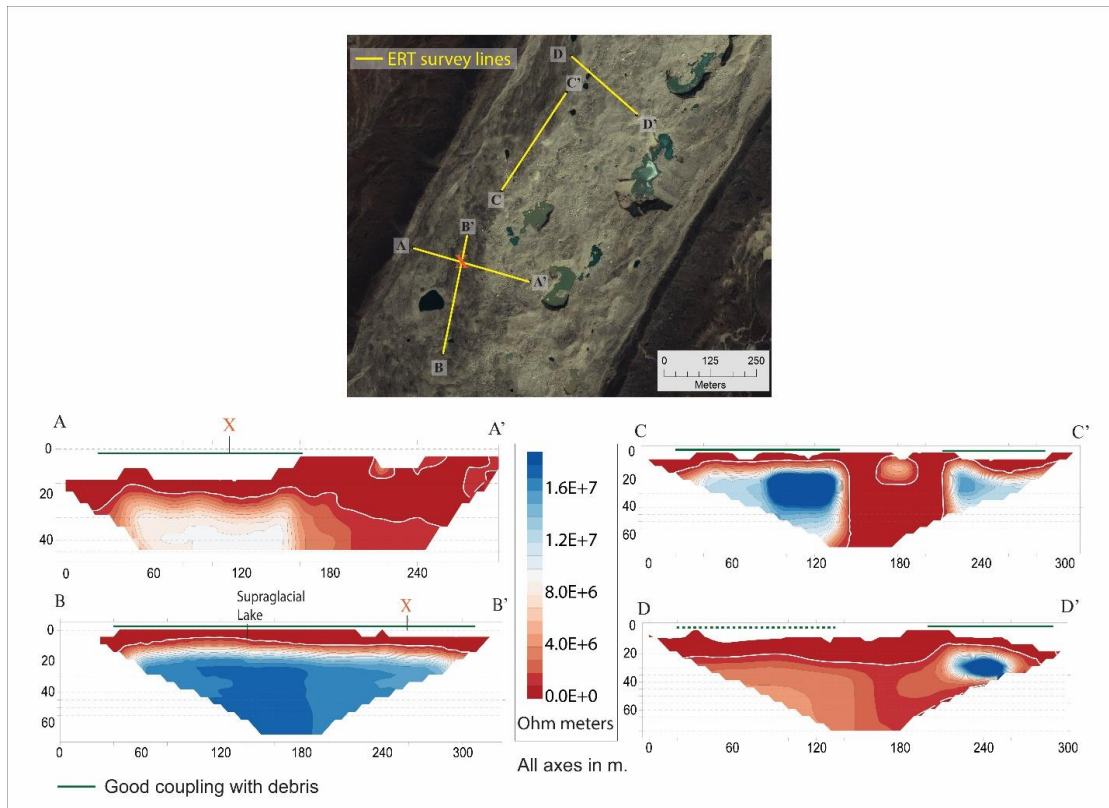 ERT survey lines
D
C'
D'
C
B'
A
X
A'
B
0 125 250
Meters
A
X
A'
0
20
40
0 60 120 180 240
B
Supraglacial
Lake
X
B'
0
20
40
60
0 60 120 180 240 300
1.6E+7
1.2E+7
8.0E+6
4.0E+6
0.0E+0
Ohm meters
All axes in m.
C
C'
0
20
40
60
0 60 120 180 240 300
D
D'
0
20
40
60
0 60 120 180 240 300
Good coupling with debris